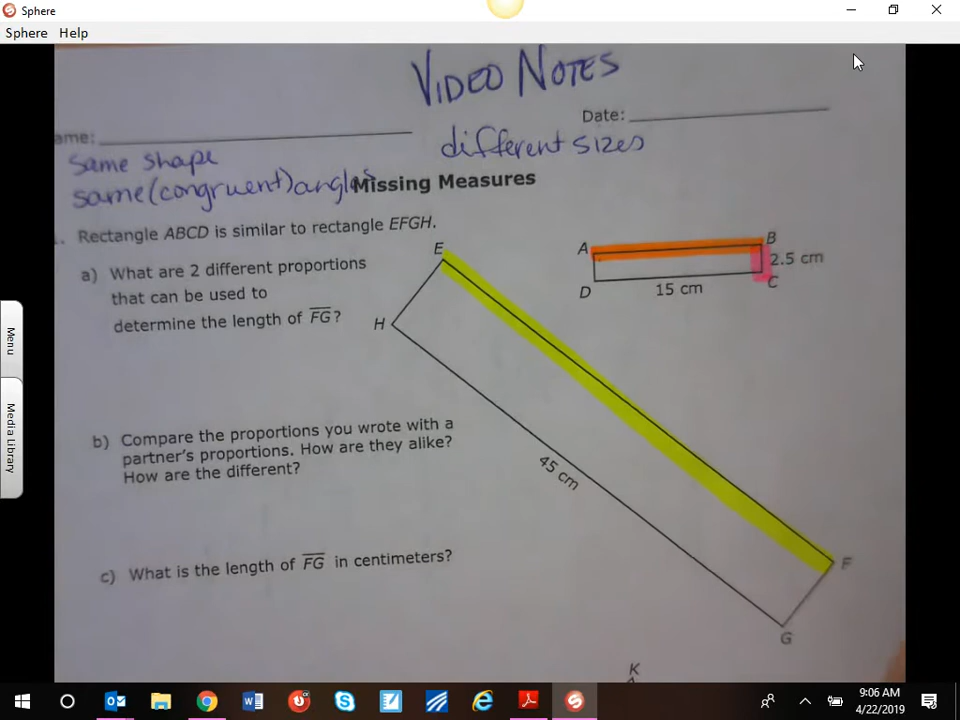 Sphere
Sphere Help
VIDEO NOTES
Date:
ame:
same shape
different sizes
same (congruent) angles
Missing Measures
Rectangle ABCD is similar to rectangle EFGH.
a) What are 2 different proportions
that can be used to
determine the length of FG?
E
H
F
G
45 cm
A
B
2.5 cm
D
15 cm
C
b) Compare the proportions you wrote with a
partner's proportions. How are they alike?
How are the different?
c) What is the length of FG in centimeters?
K
Menu
Media Library
9:06 AM
4/22/2019